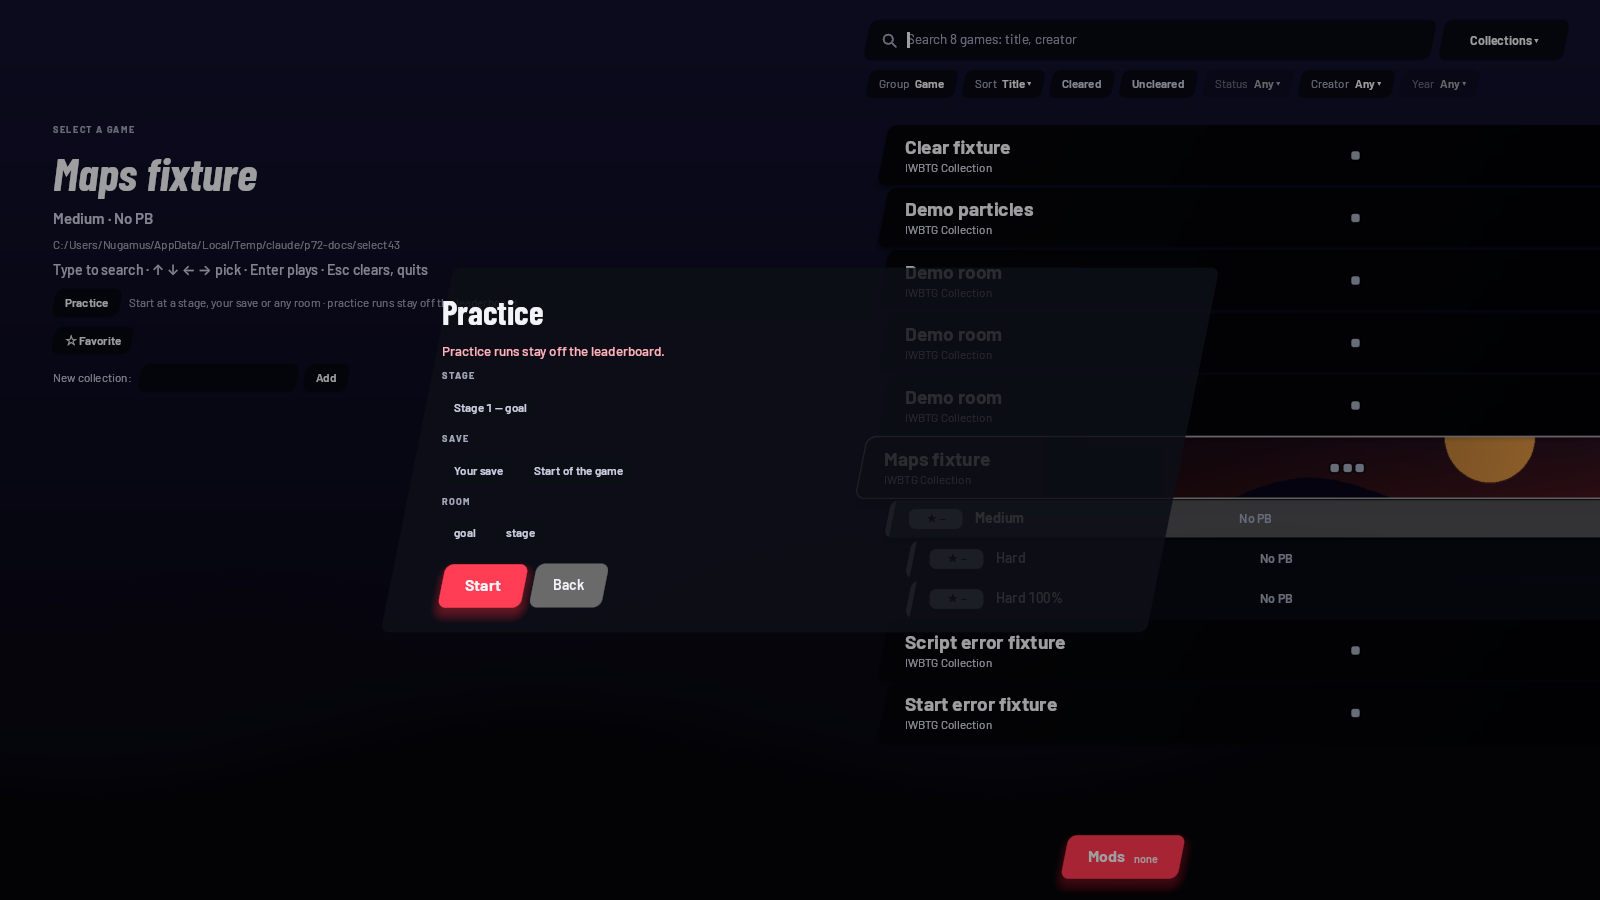 Search 8 games: title, creator
Collections ▾
Group Game
Sort Title ▾
Cleared
Uncleared
Status Any ▾
Creator Any ▾
Year Any ▾
SELECT A GAME
Maps fixture
Medium · No PB
C:/Users/Nugamus/AppData/Local/Temp/claude/p72-docs/select43
Type to search · ↑ ↓ ← → pick · Enter plays · Esc clears, quits
Practice
Start at a stage, your save or any room · practice runs stay off
☆ Favorite
New collection:
Add
Practice
Practice runs stay off the leaderboard.
STAGE
Stage 1 — goal
SAVE
Your save
Start of the game
ROOM
goal
stage
Start
Back
Clear fixture
IWBTG Collection
Demo particles
IWBTG Collection
Demo room
IWBTG Collection
Demo room
IWBTG Collection
Demo room
IWBTG Collection
Maps fixture
IWBTG Collection
★ –
Medium
No PB
★ –
Hard
No PB
★ –
Hard 100%
No PB
Script error fixture
IWBTG Collection
Start error fixture
IWBTG Collection
Mods none